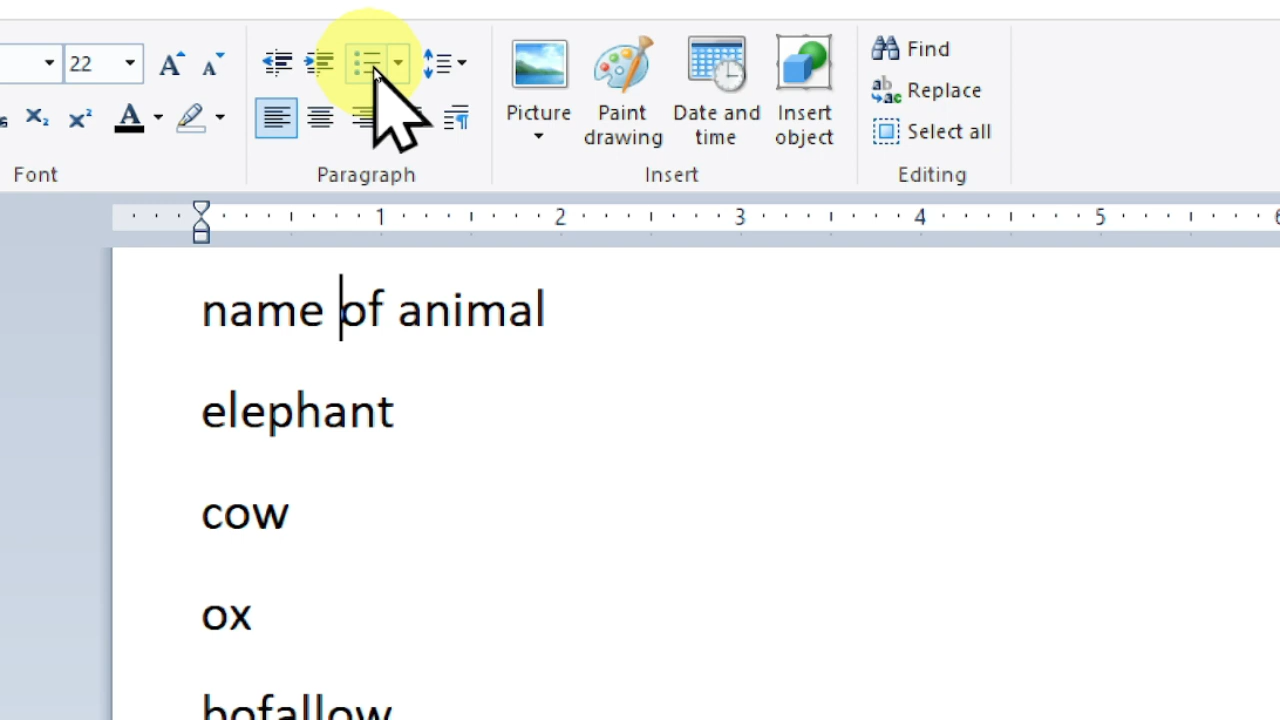 22
Find
Replace
Select all
Picture
Paint drawing
Date and time
Insert object
Font
Paragraph
Insert
Editing
1 2 3 4 5 6
name of animal
elephant
cow
ox
bofallow